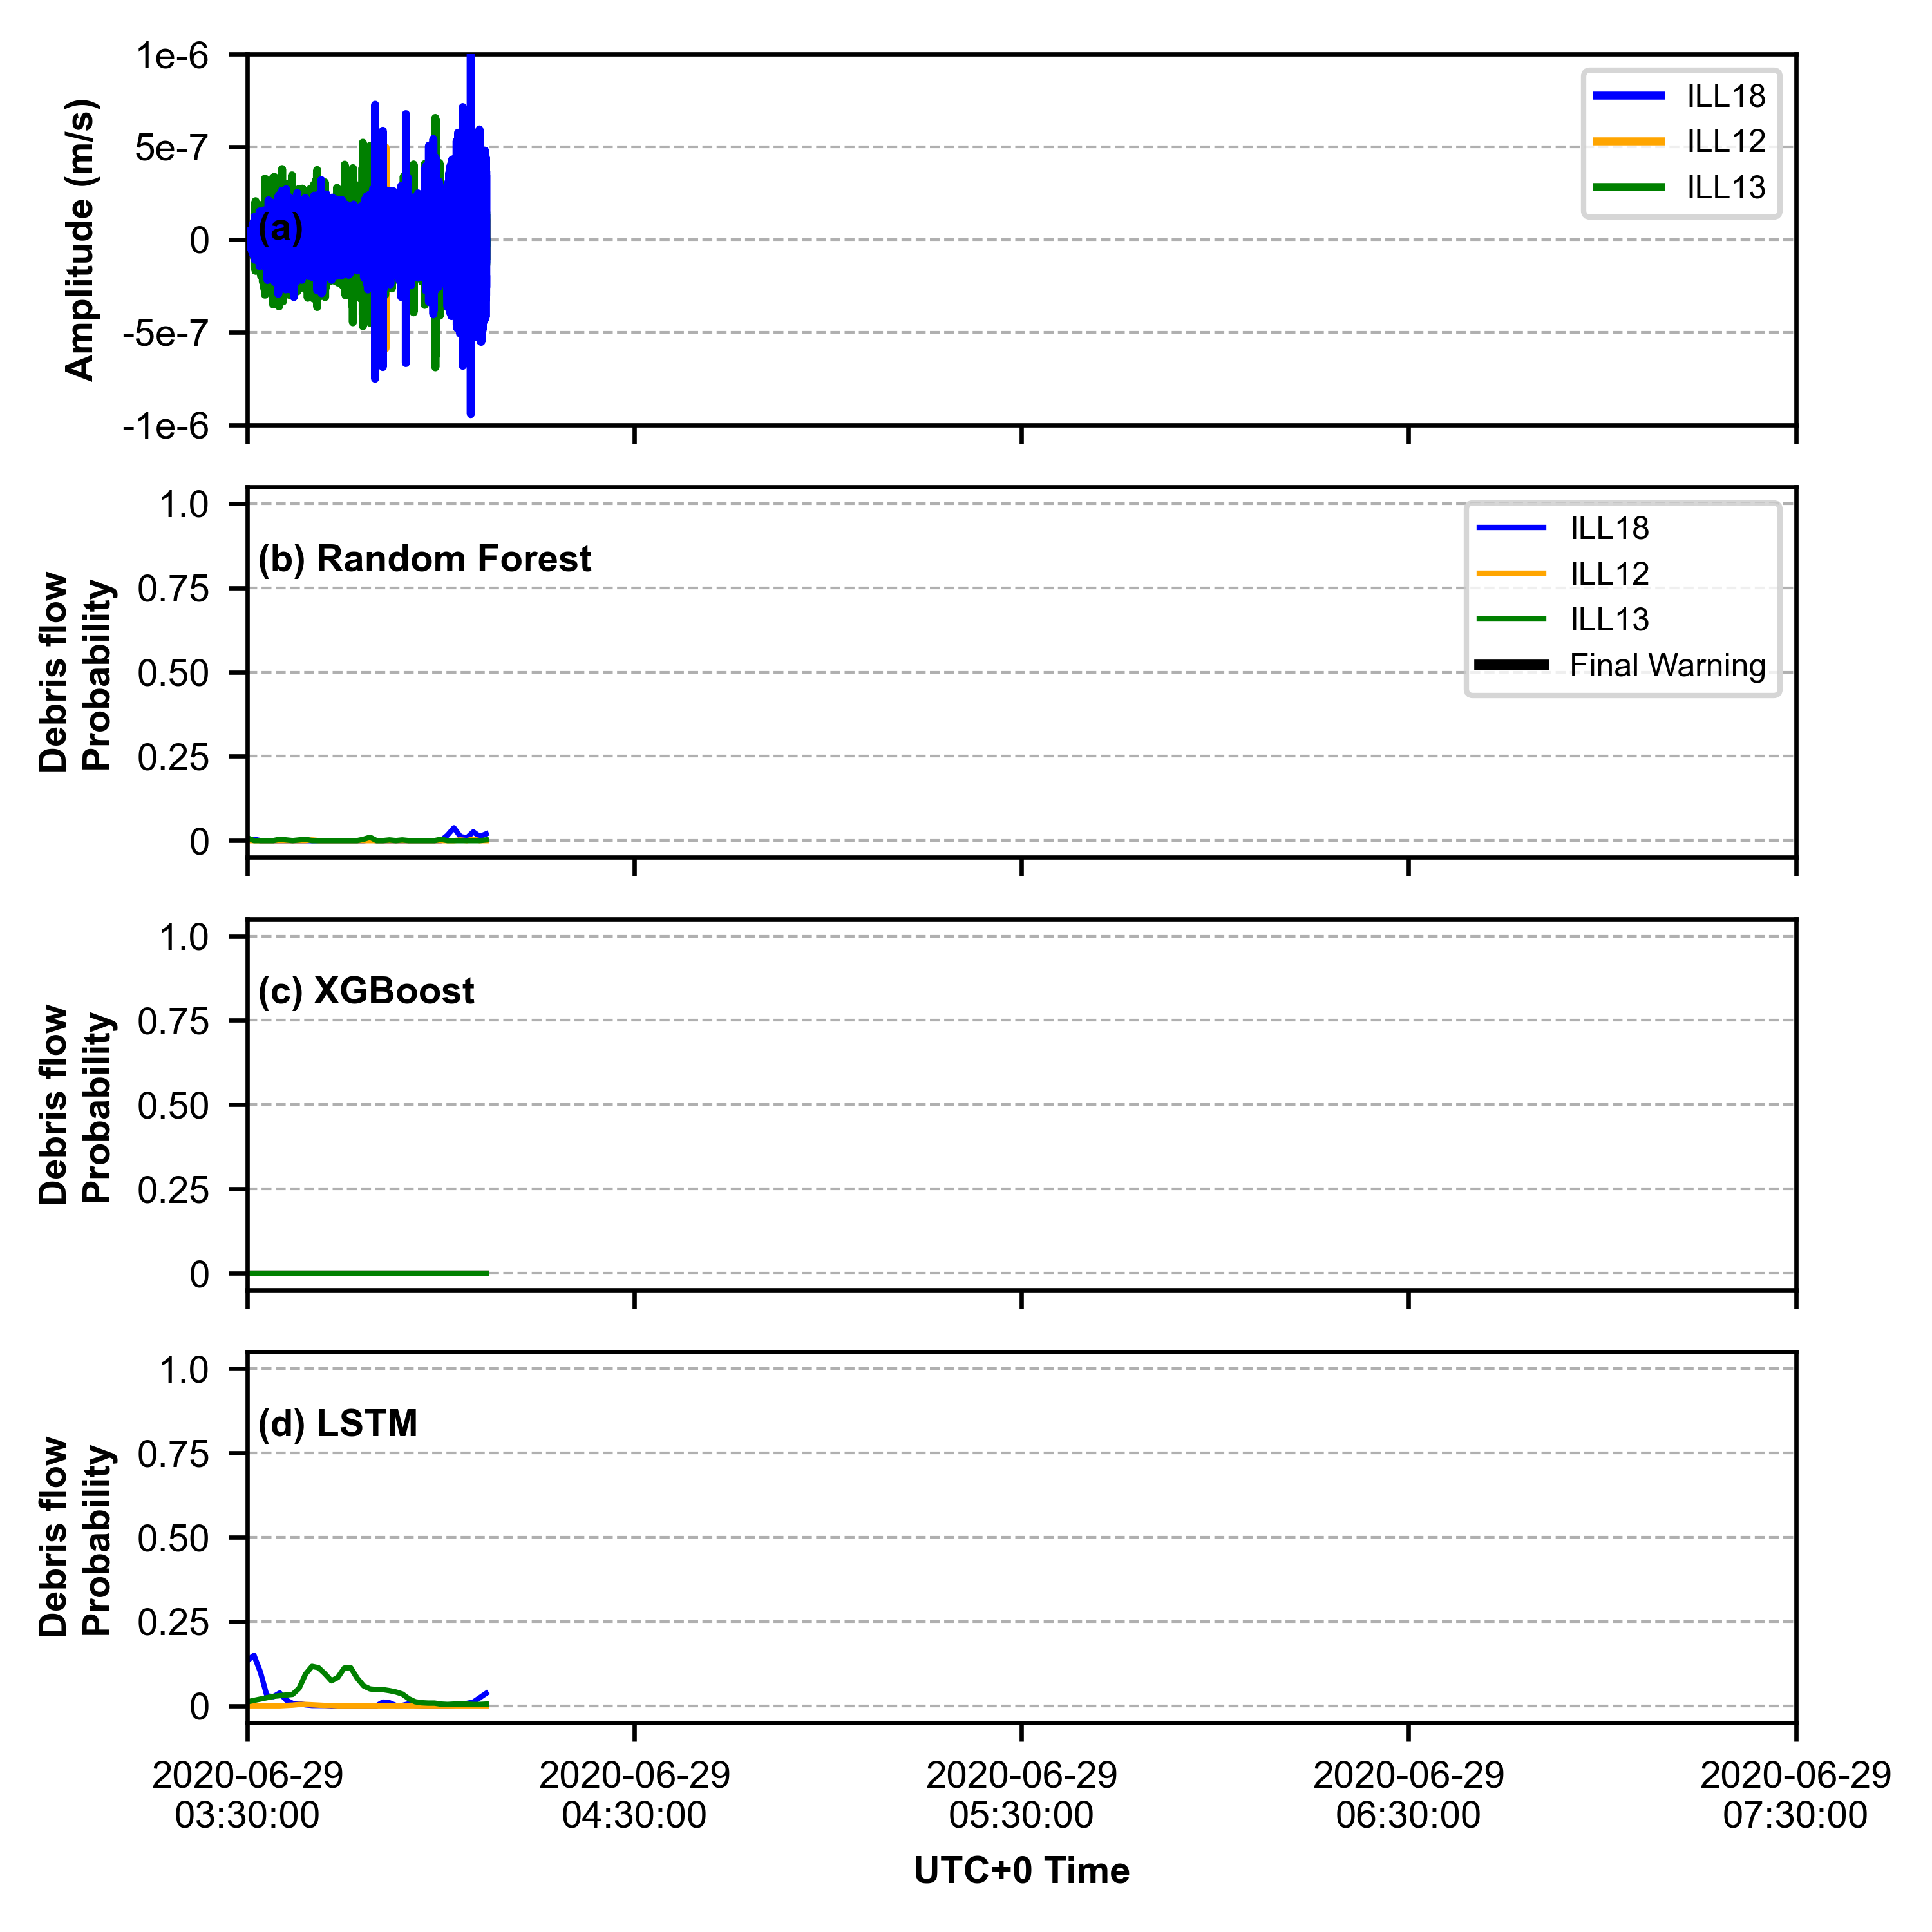 1e-6
5e-7
0
-5e-7
-1e-6
Amplitude (m/s)
(a)
ILL18
ILL12
ILL13
1.0
0.75
0.50
0.25
0
Debris flow
Probability
(b) Random Forest
ILL18
ILL12
ILL13
Final Warning
1.0
0.75
0.50
0.25
0
Debris flow
Probability
(c) XGBoost
1.0
0.75
0.50
0.25
0
Debris flow
Probability
(d) LSTM
2020-06-29
03:30:00
2020-06-29
04:30:00
2020-06-29
05:30:00
2020-06-29
06:30:00
2020-06-29
07:30:00
UTC+0 Time